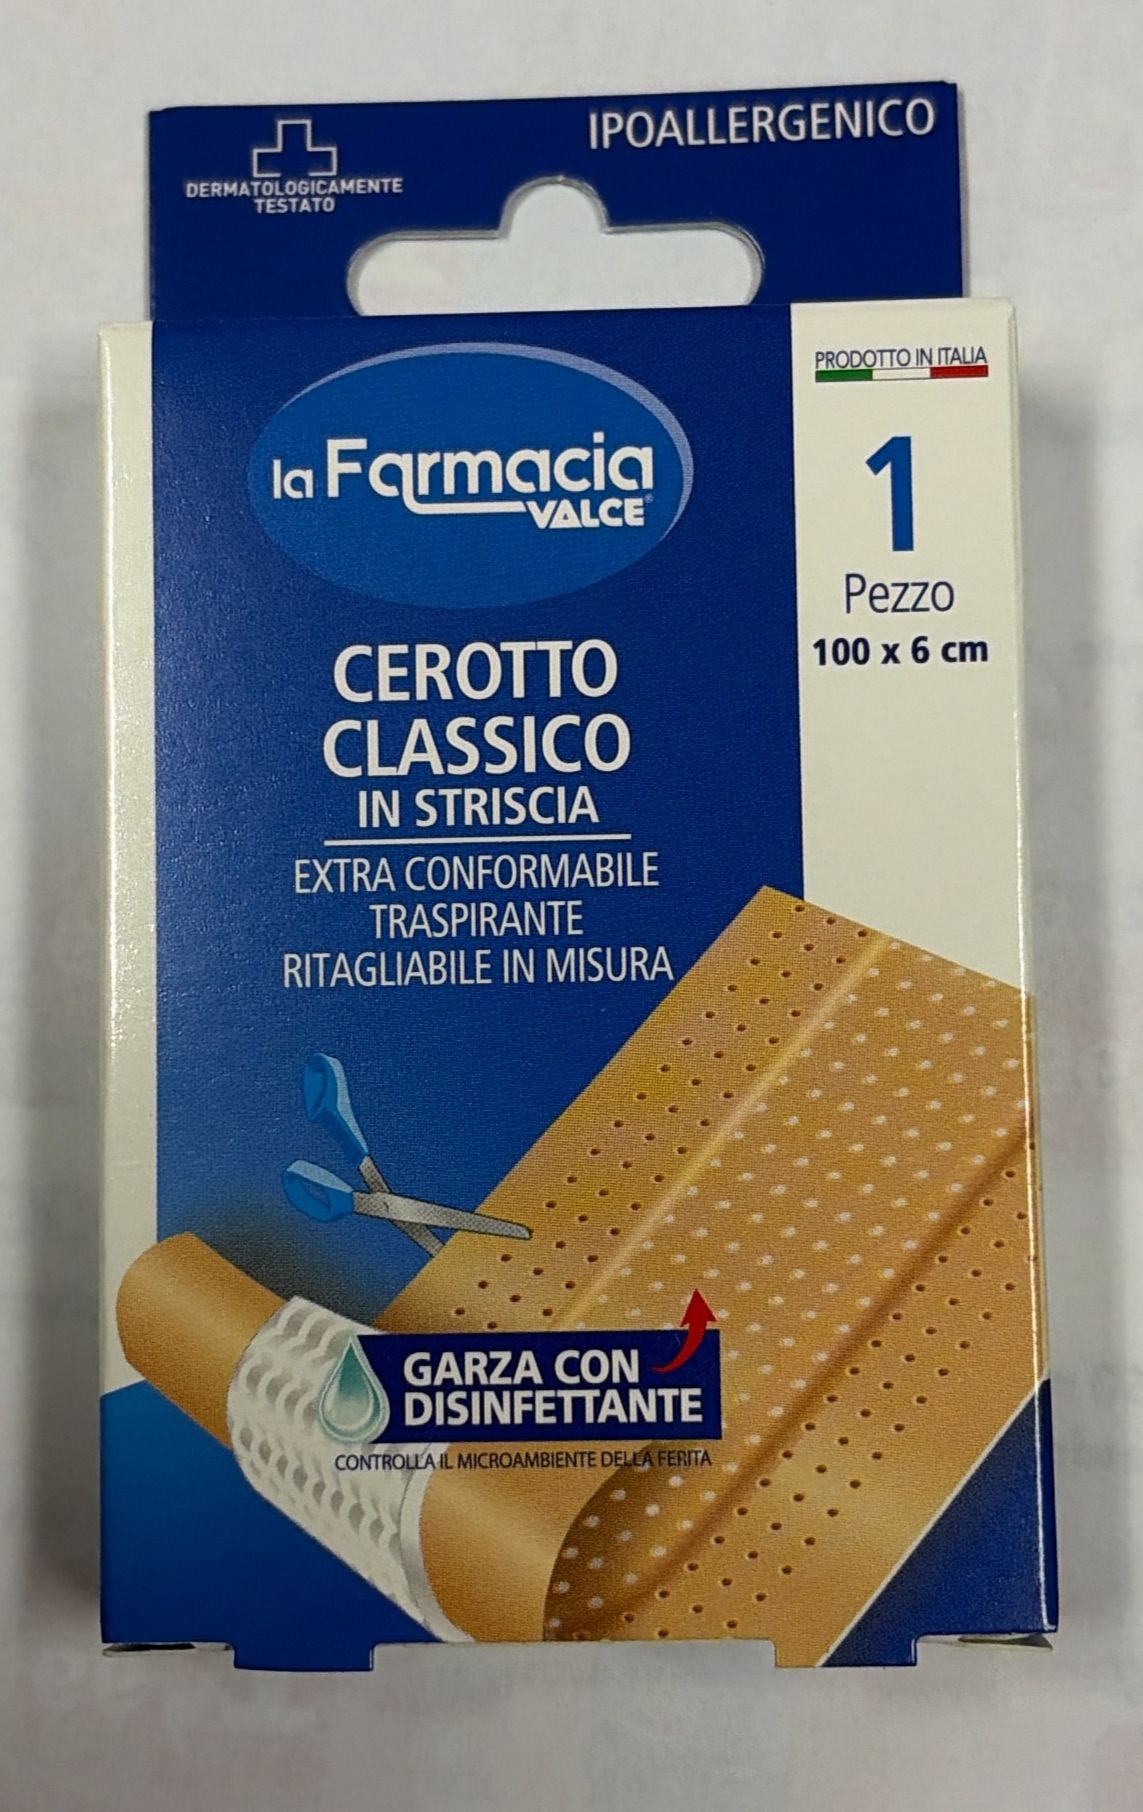 IPOALLERGENICO
DERMATOLOGICAMENTE
TESTATO
PRODOTTO IN ITALIA
la Farmacia
VALCE®
1
Pezzo
100 x 6 cm
CEROTTO
CLASSICO
IN STRISCIA
EXTRA CONFORMABILE
TRASPIRANTE
RITAGLIABILE IN MISURA
GARZA CON
DISINFETTANTE
CONTROLLA IL MICROAMBIENTE DELLA FERITA